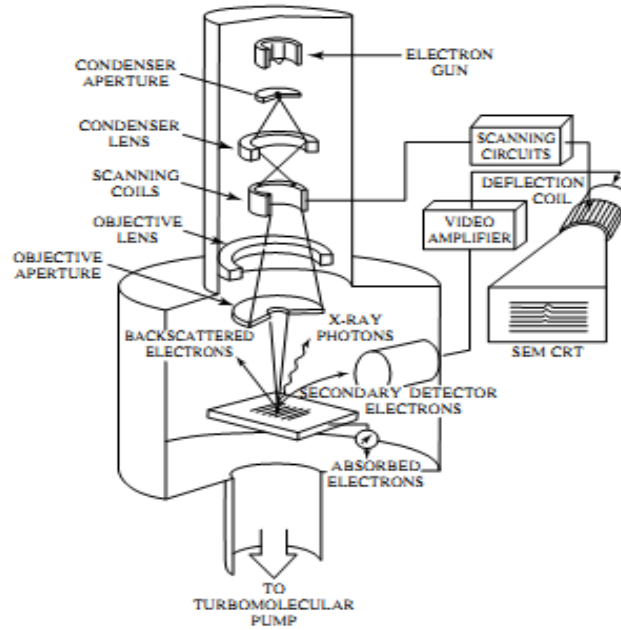 ELECTRON
GUN
CONDENSER
APERTURE
CONDENSER
LENS
SCANNING
CIRCUITS
SCANNING
COILS
DEFLECTION
COIL
VIDEO
AMPLIFIER
OBJECTIVE
LENS
OBJECTIVE
APERTURE
X-RAY
PHOTONS
BACKSCATTERED
ELECTRONS
SEM CRT
SECONDARY DETECTOR
ELECTRONS
ABSORBED
ELECTRONS
TO
TURBOMOLECULAR
PUMP